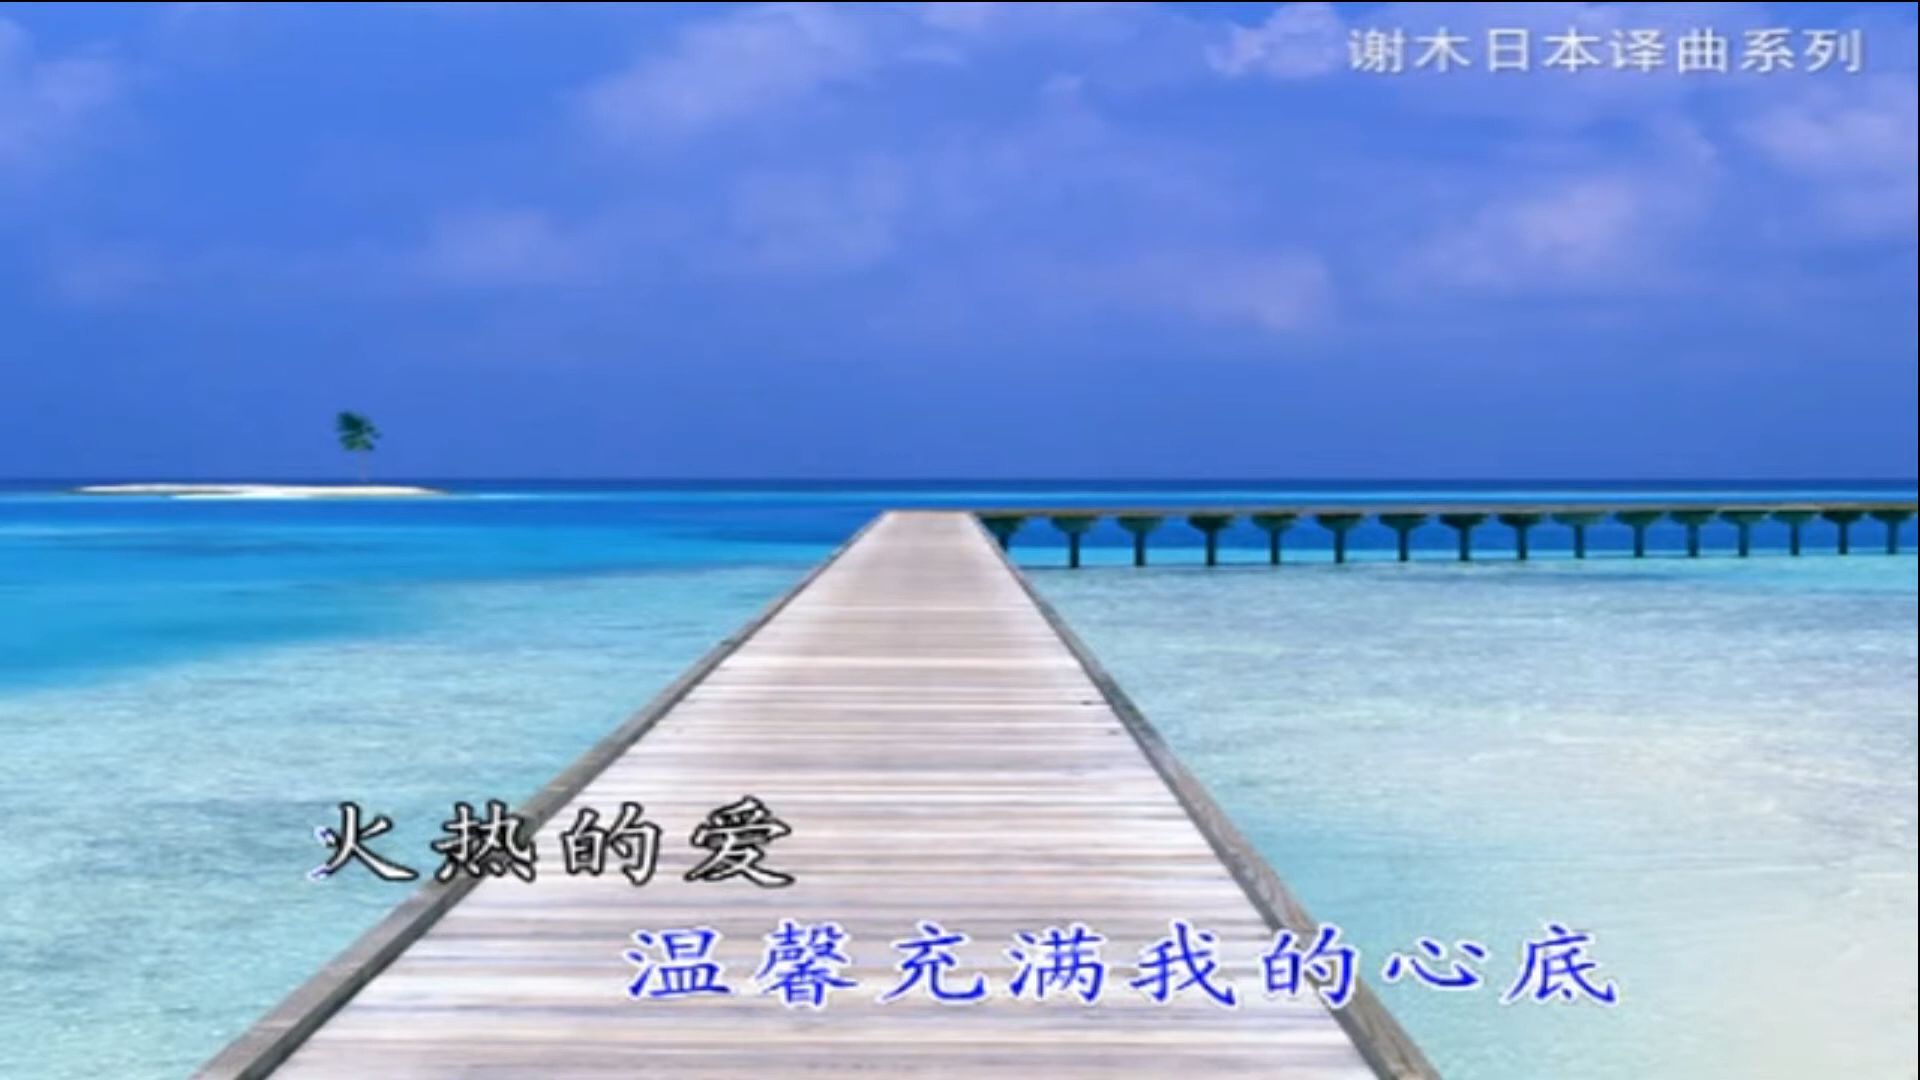 谢木日本译曲系列
火热的爱
温馨充满我的心底